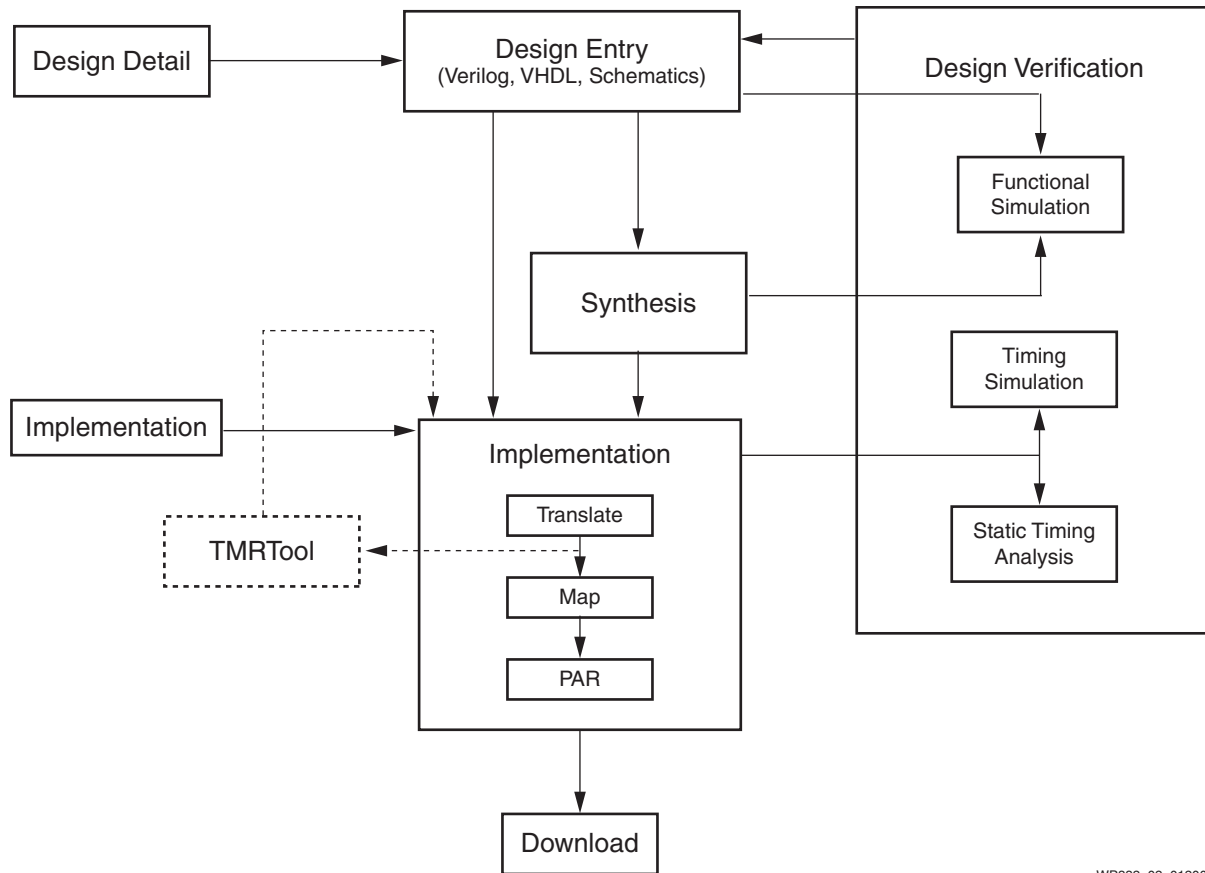 Design Detail
Design Entry
(Verilog, VHDL, Schematics)
Design Verification
Functional
Simulation
Synthesis
Timing
Simulation
Implementation
Implementation
Translate
TMRTool
Static Timing
Analysis
Map
PAR
Download